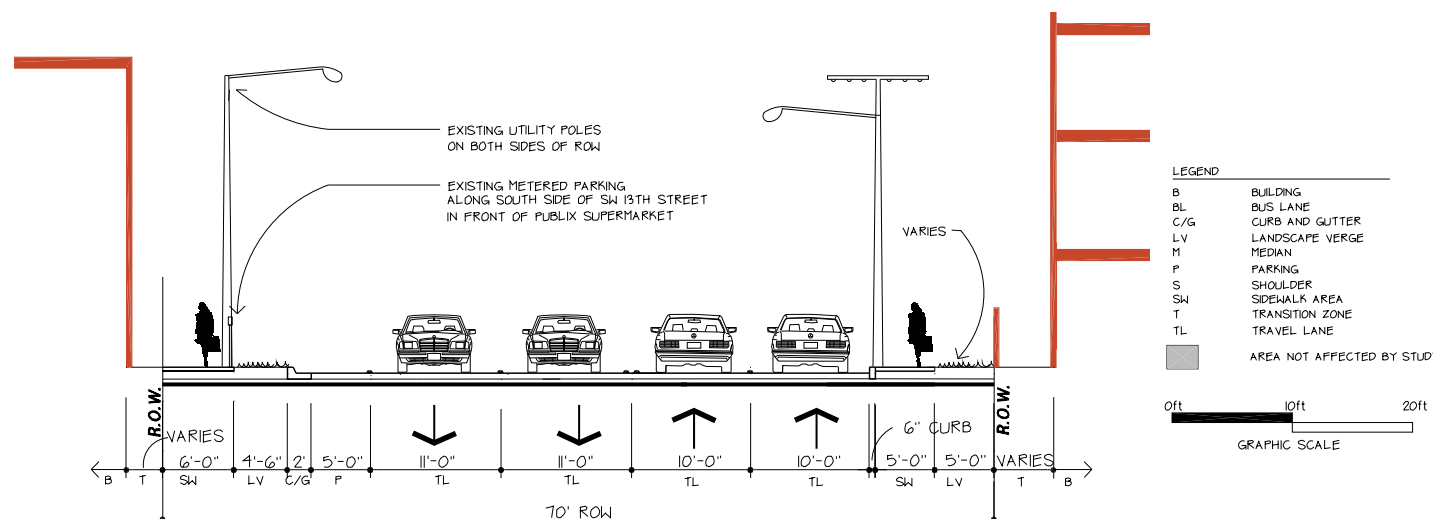 EXISTING UTILITY POLES
ON BOTH SIDES OF ROW
EXISTING METERED PARKING
ALONG SOUTH SIDE OF SW 13TH STREET
IN FRONT OF PUBLIX SUPERMARKET
VARIES
LEGEND
B BUILDING
BL BUS LANE
C/G CURB AND GUTTER
LV LANDSCAPE VERGE
M MEDIAN
P PARKING
S SHOULDER
SW SIDEWALK AREA
T TRANSITION ZONE
TL TRAVEL LANE
AREA NOT AFFECTED BY STUD
0ft 10ft 20ft
GRAPHIC SCALE
R.O.W.
R.O.W.
VARIES
6" CURB
6'-0" 4'-6" 2' 5'-0" 11'-0" 11'-0" 10'-0" 10'-0" 5'-0" 5'-0" VARIES
B T SW LV C/G P TL TL TL TL SW LV T B
70' ROW